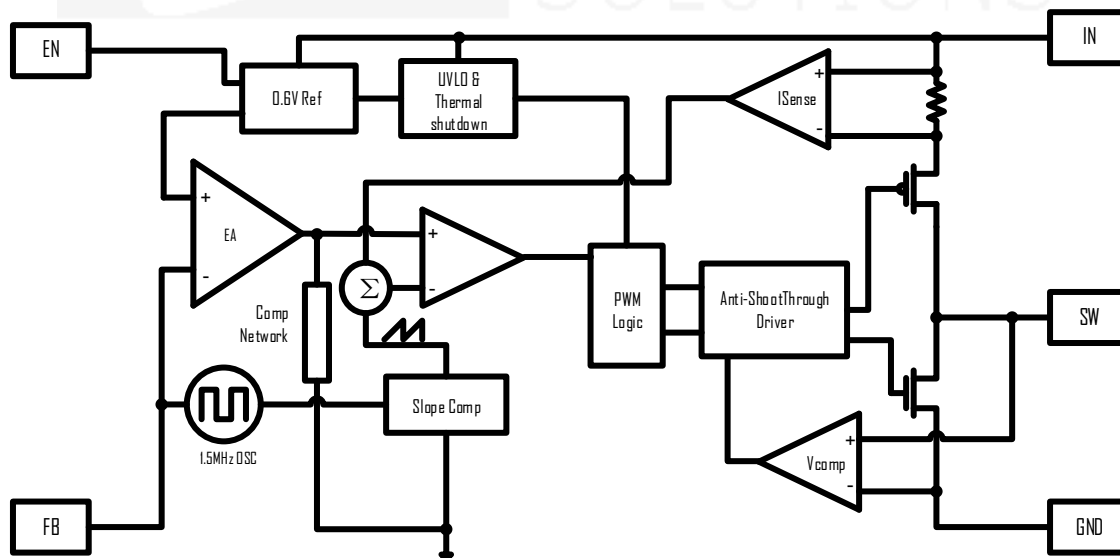 SOLUTIONS
EN
IN
0.6V Ref
UVLO &
Thermal
shutdown
+
ISense
-
+
EA
-
+
-
Σ
Comp
Network
PWM
Logic
Anti-ShootThrough
Driver
SW
Slope Comp
1.5MHz OSC
+
Vcomp
-
FB
GND